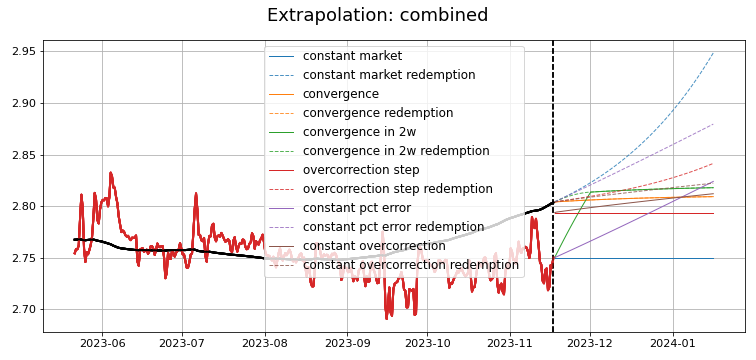 Extrapolation: combined
2.95
2.90
2.85
2.80
2.75
2.70
constant market
constant market redemption
convergence
convergence redemption
convergence in 2w
convergence in 2w redemption
overcorrection step
overcorrection step redemption
constant pct error
constant pct error redemption
constant overcorrection
constant overcorrection redemption
2023-06 2023-07 2023-08 2023-09 2023-10 2023-11 2023-12 2024-01